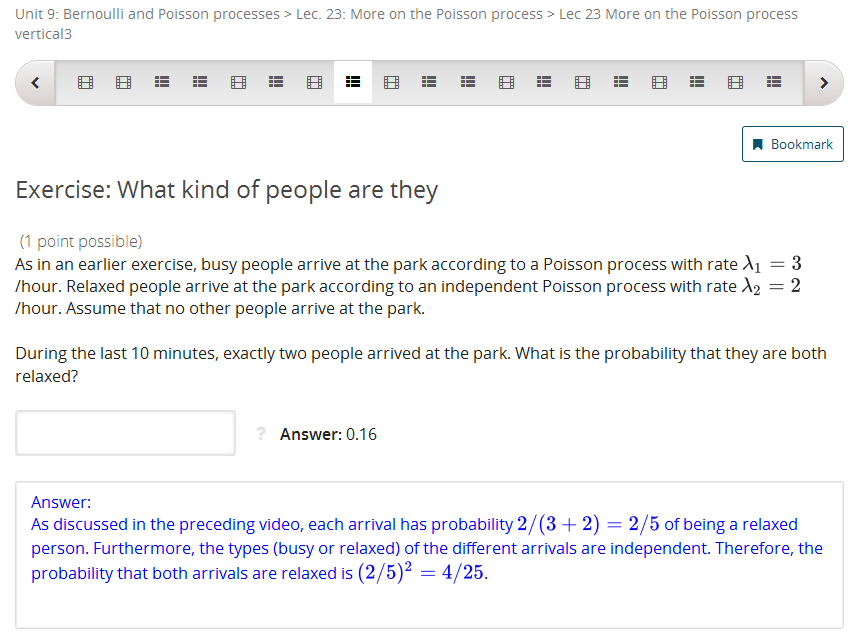 Unit 9: Bernoulli and Poisson processes > Lec. 23: More on the Poisson process > Lec 23 More on the Poisson process
vertical3
Bookmark
Exercise: What kind of people are they
(1 point possible)
As in an earlier exercise, busy people arrive at the park according to a Poisson process with rate λ₁ = 3
/hour. Relaxed people arrive at the park according to an independent Poisson process with rate λ₂ = 2
/hour. Assume that no other people arrive at the park.
During the last 10 minutes, exactly two people arrived at the park. What is the probability that they are both
relaxed?
? Answer: 0.16
Answer:
As discussed in the preceding video, each arrival has probability 2/(3 + 2) = 2/5 of being a relaxed
person. Furthermore, the types (busy or relaxed) of the different arrivals are independent. Therefore, the
probability that both arrivals are relaxed is (2/5)² = 4/25.